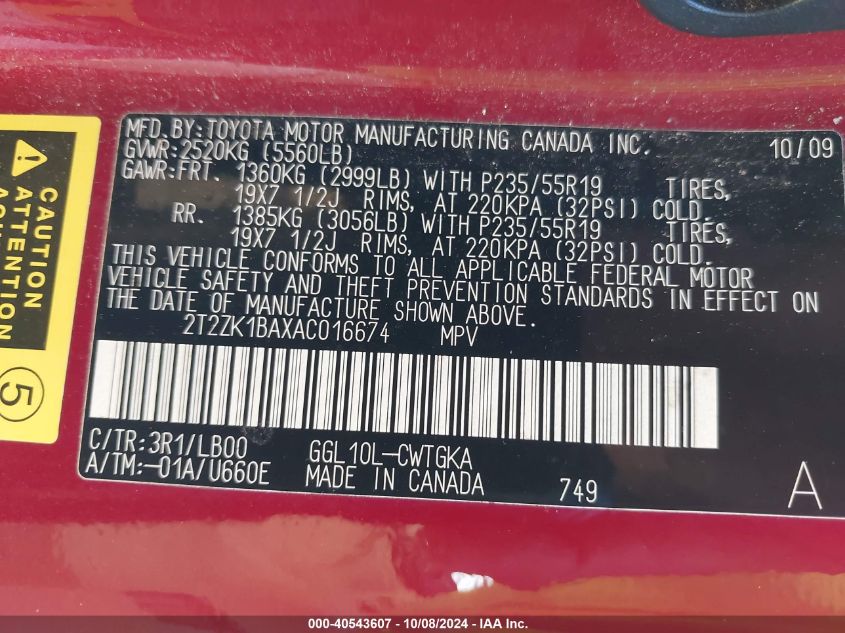 MFD.BY:TOYOTA MOTOR MANUFACTURING CANADA INC. 10/09
GVWR:2520KG (5560LB)
GAWR:FRT. 1360KG (2999LB) WITH P235/55R19 TIRES,
19X7 1/2J RIMS, AT 220KPA (32PSI) COLD.
RR. 1385KG (3056LB) WITH P235/55R19 TIRES,
19X7 1/2J RIMS, AT 220KPA (32PSI) COLD.
THIS VEHICLE CONFORMS TO ALL APPLICABLE FEDERAL MOTOR
VEHICLE SAFETY AND THEFT PREVENTION STANDARDS IN EFFECT ON
THE DATE OF MANUFACTURE SHOWN ABOVE.
2T2ZK1BAXAC016674 MPV
C/TR:3R1/LB00 GGL10L-CWTGKA
A/TM:-01A/U660E MADE IN CANADA 749 A
CAUTION
ATTENTION
5
000-40543607 - 10/08/2024 - IAA Inc.